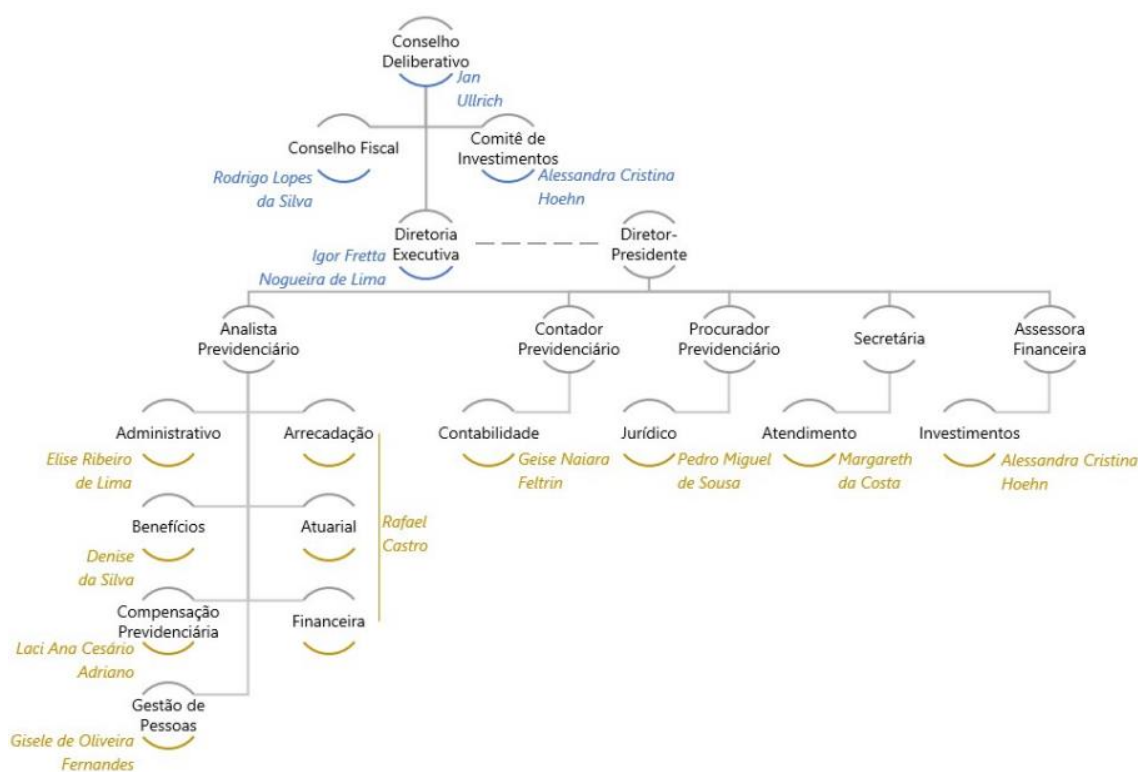 Conselho
Deliberativo
Jan
Ullrich
Conselho Fiscal
Rodrigo Lopes
da Silva
Comitê de
Investimentos
Alessandra Cristina
Hoehn
Diretoria
Executiva
Igor Fretta
Nogueira de Lima
Diretor-
Presidente
Analista
Previdenciário
Contador
Previdenciário
Procurador
Previdenciário
Secretária
Assessora
Financeira
Administrativo
Elise Ribeiro
de Lima
Arrecadação
Contabilidade
Geise Naiara
Feltrin
Jurídico
Pedro Miguel
de Sousa
Atendimento
Margareth
da Costa
Investimentos
Alessandra Cristina
Hoehn
Benefícios
Denise
da Silva
Atuarial
Rafael
Castro
Compensação
Previdenciária
Laci Ana Cesário
Adriano
Financeira
Gestão de
Pessoas
Gisele de Oliveira
Fernandes